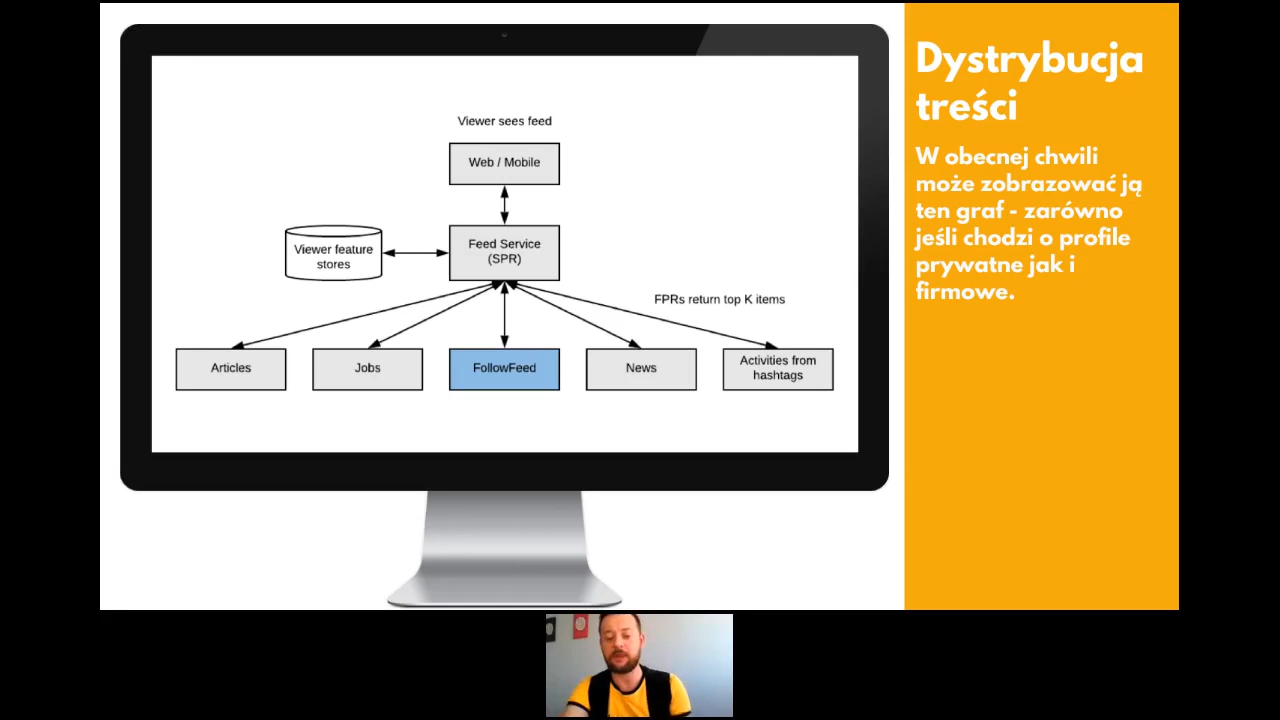 Dystrybucja
treści
W obecnej chwili
może zobrazować ją
ten graf - zarówno
jeśli chodzi o profile
prywatne jak i
firmowe.
Viewer sees feed
Web / Mobile
Viewer feature
stores
Feed Service
(SPR)
FPRs return top K items
Articles
Jobs
FollowFeed
News
Activities from
hashtags